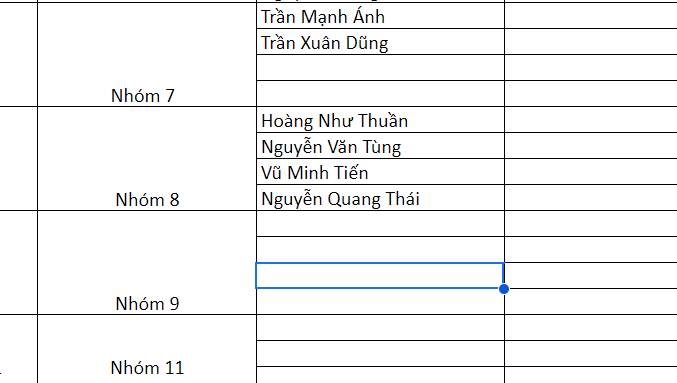 Trần Mạnh Ánh
Trần Xuân Dũng
Nhóm 7
Hoàng Như Thuần
Nguyễn Văn Tùng
Vũ Minh Tiến
Nguyễn Quang Thái
Nhóm 8
Nhóm 9
Nhóm 11